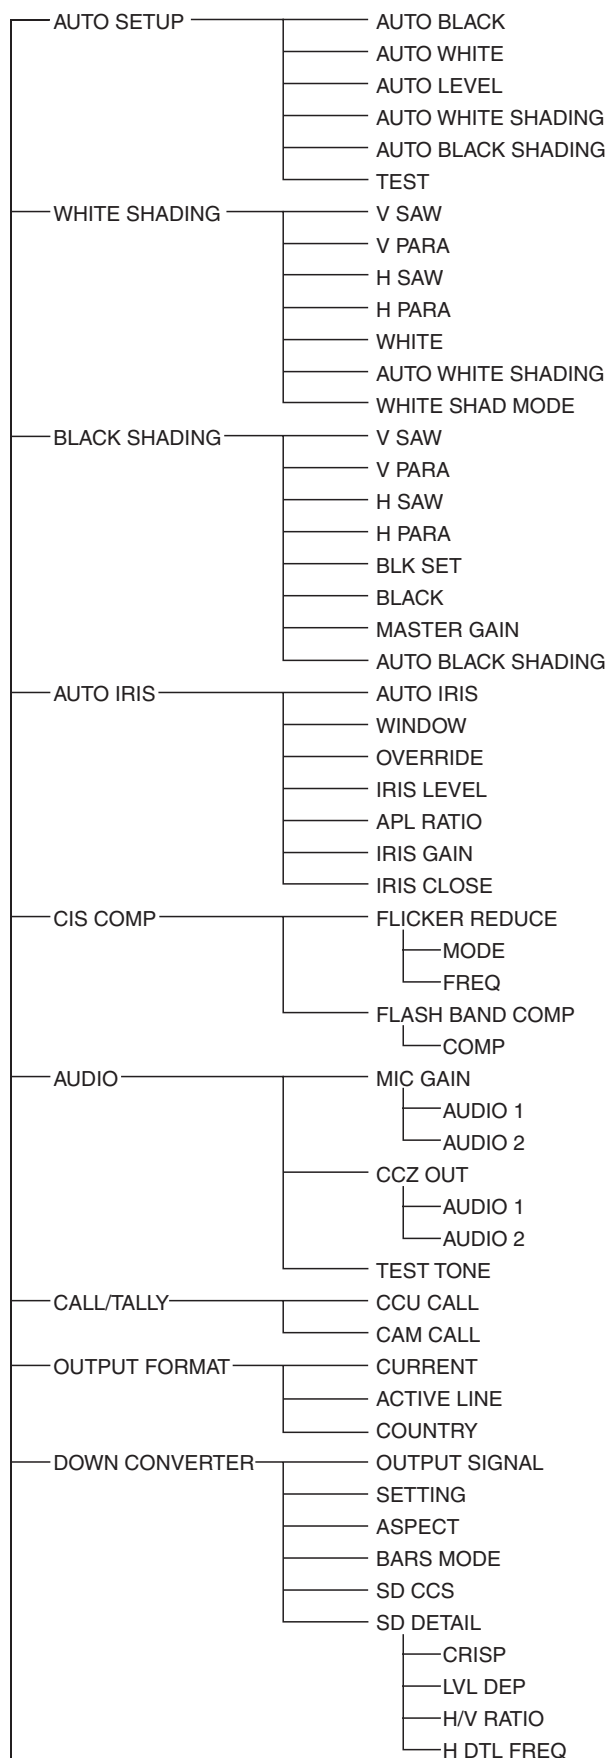 AUTO SETUP AUTO BLACK
AUTO WHITE
AUTO LEVEL
AUTO WHITE SHADING
AUTO BLACK SHADING
TEST
WHITE SHADING V SAW
V PARA
H SAW
H PARA
WHITE
AUTO WHITE SHADING
WHITE SHAD MODE
BLACK SHADING V SAW
V PARA
H SAW
H PARA
BLK SET
BLACK
MASTER GAIN
AUTO BLACK SHADING
AUTO IRIS AUTO IRIS
WINDOW
OVERRIDE
IRIS LEVEL
APL RATIO
IRIS GAIN
IRIS CLOSE
CIS COMP FLICKER REDUCE
MODE
FREQ
FLASH BAND COMP
COMP
AUDIO MIC GAIN
AUDIO 1
AUDIO 2
CCZ OUT
AUDIO 1
AUDIO 2
TEST TONE
CALL/TALLY CCU CALL
CAM CALL
OUTPUT FORMAT CURRENT
ACTIVE LINE
COUNTRY
DOWN CONVERTER OUTPUT SIGNAL
SETTING
ASPECT
BARS MODE
SD CCS
SD DETAIL
CRISP
LVL DEP
H/V RATIO
H DTL FREQ